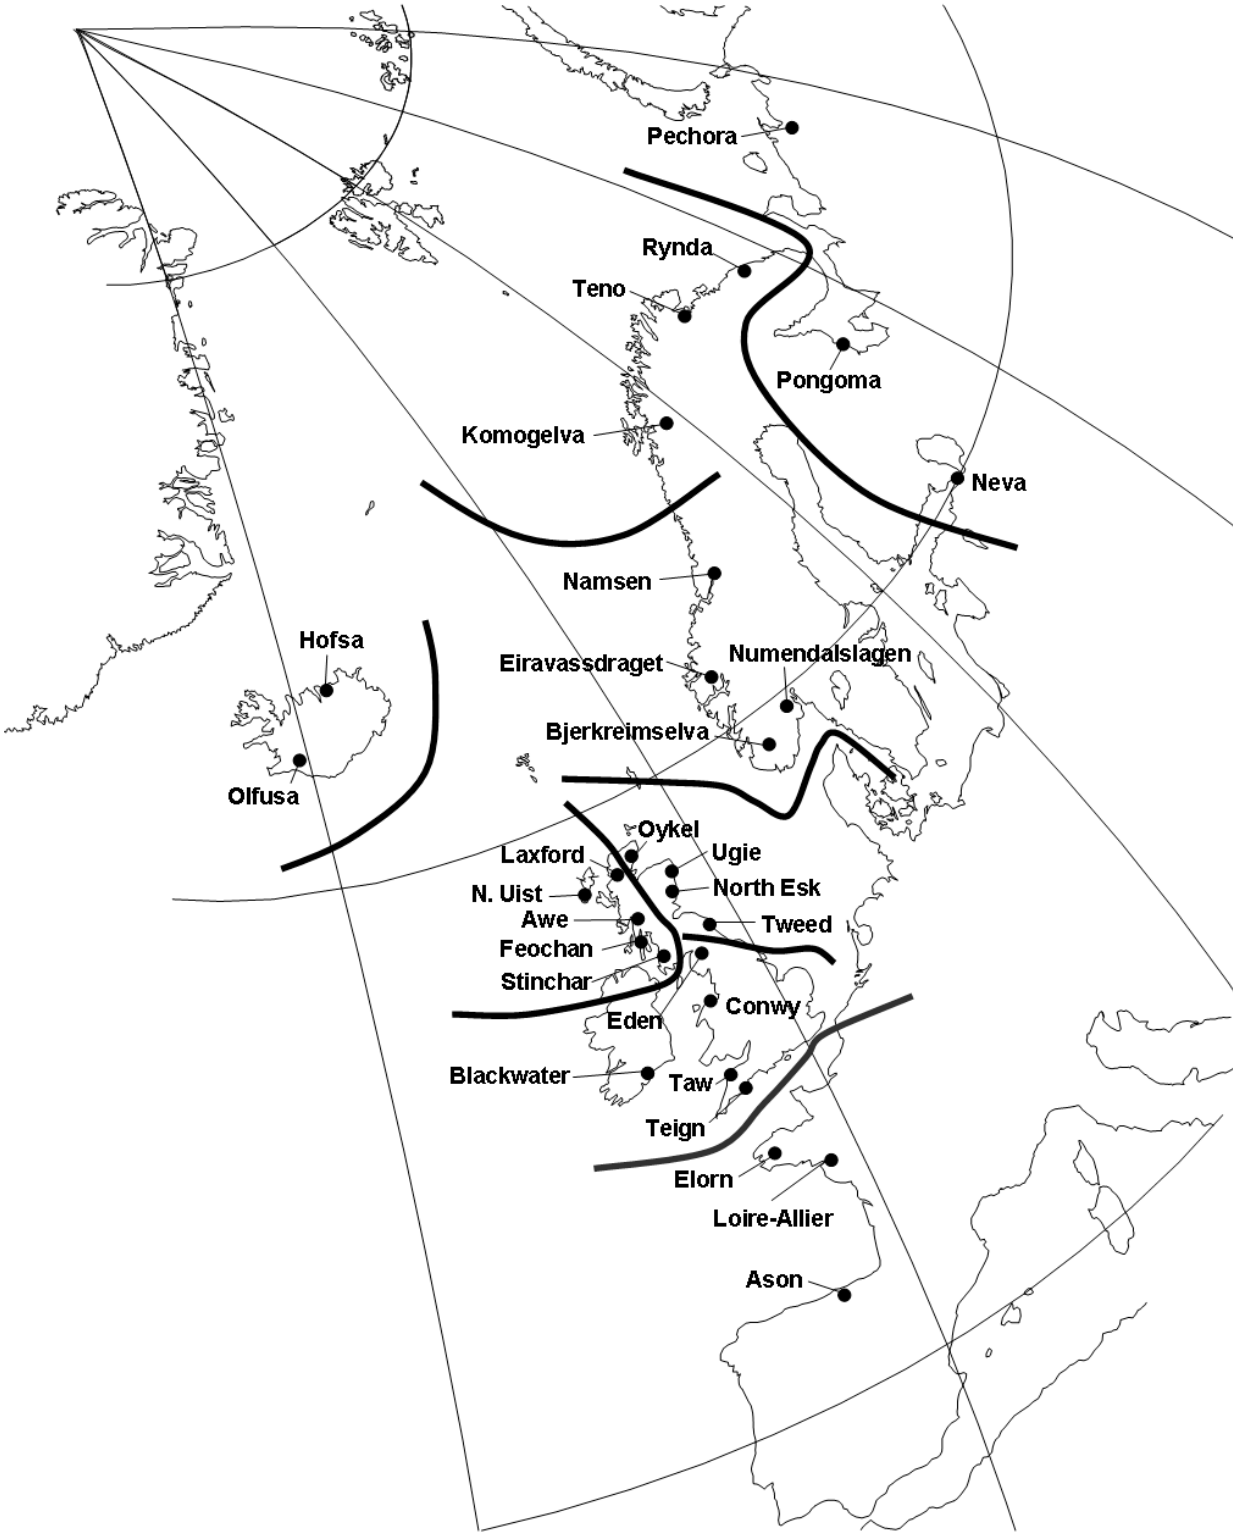 Pechora
Rynda
Teno
Pongoma
Komogelva
Neva
Namsen
Hofsa
Numendalslagen
Eiravassdraget
Bjerkreimselva
Olfusa
Oykel
Laxford
Ugie
N. Uist
North Esk
Awe
Tweed
Feochan
Stinchar
Conwy
Eden
Blackwater
Taw
Teign
Elorn
Loire-Allier
Ason